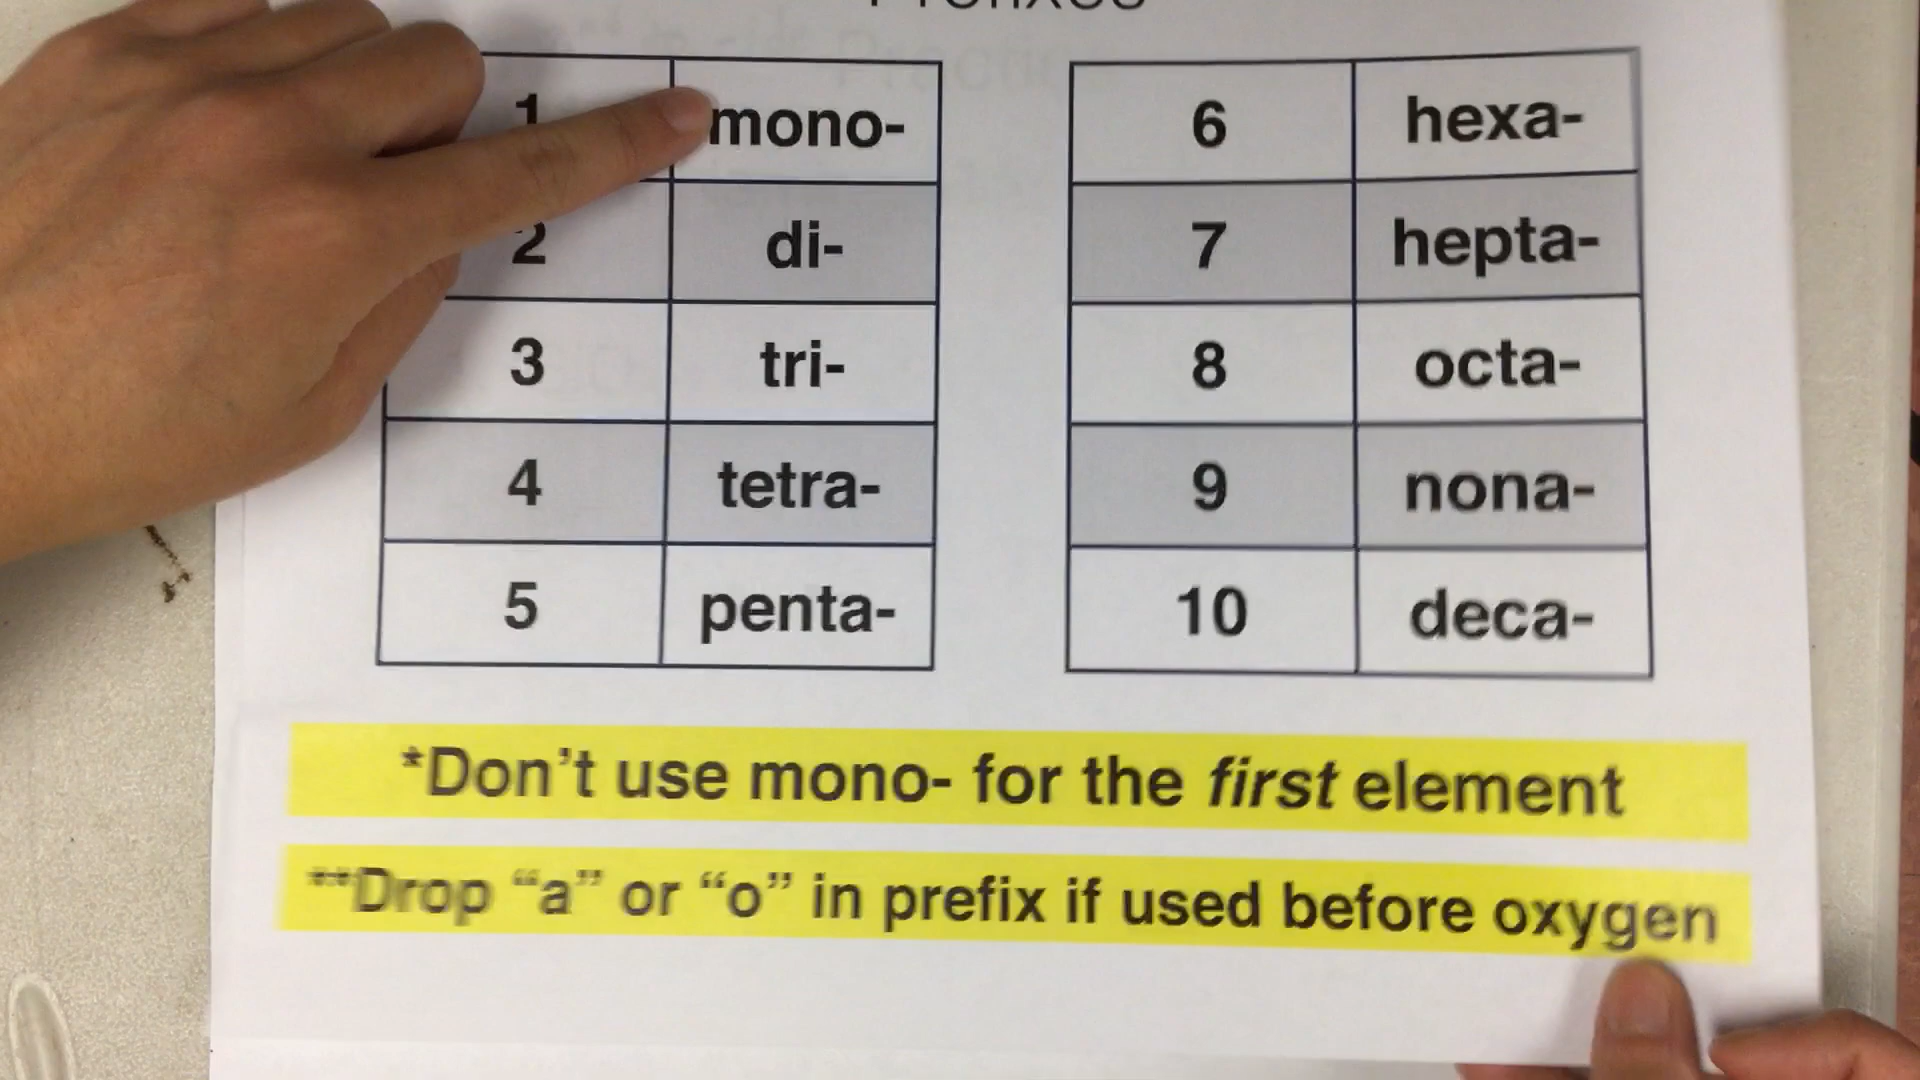 Prefixes
1 mono-
2 di-
3 tri-
4 tetra-
5 penta-
6 hexa-
7 hepta-
8 octa-
9 nona-
10 deca-
*Don't use mono- for the first element
**Drop “a” or “o” in prefix if used before oxygen